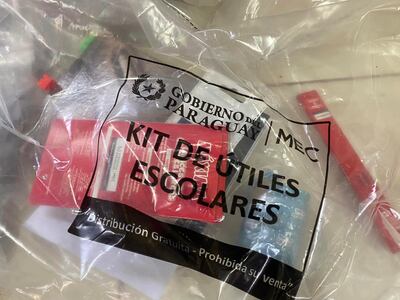 GOBIERNO DEL
PARAGUAY | MEC
KIT DE ÚTILES
ESCOLARES
"Distribución Gratuita - Prohibida su venta"